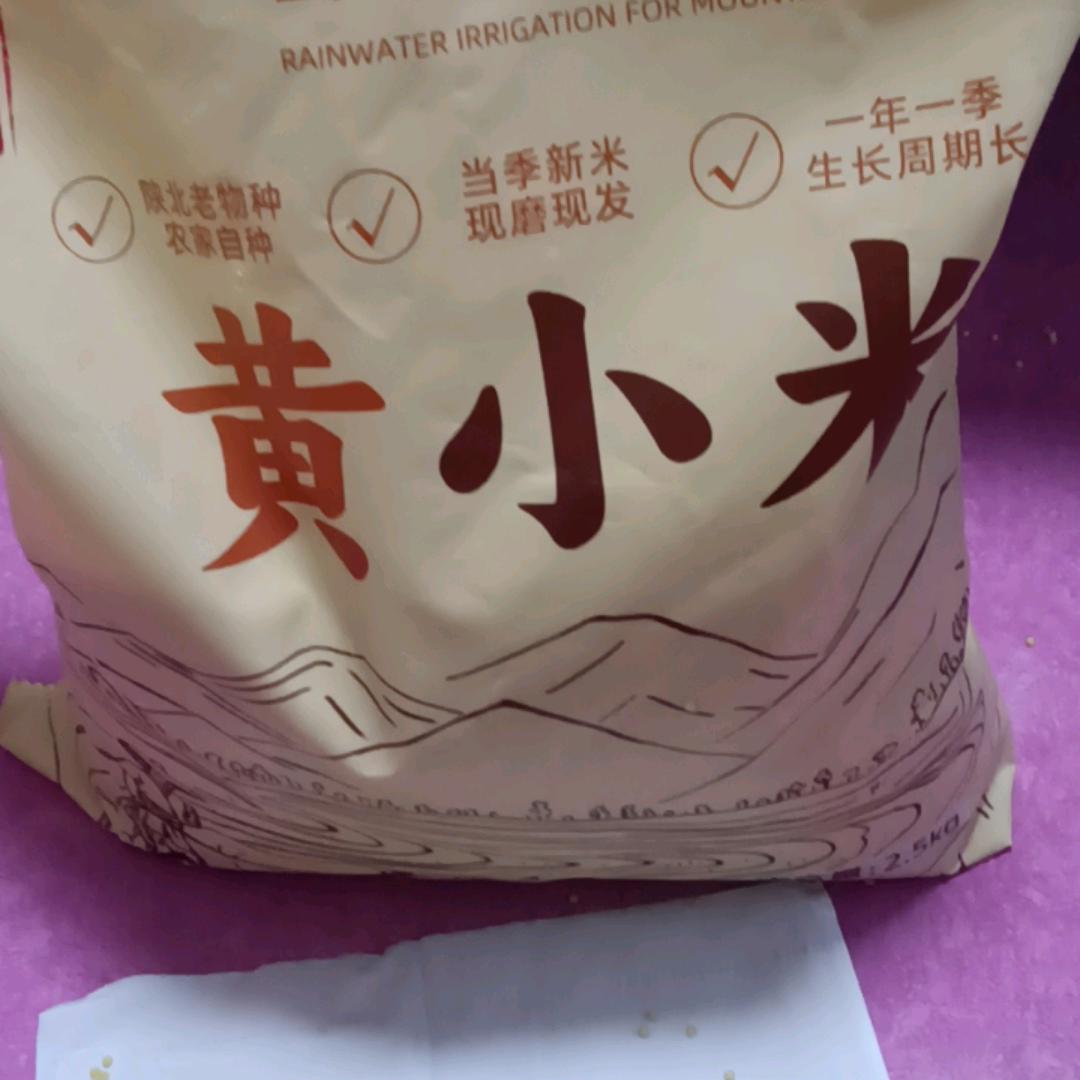 RAINWATER IRRIGATION FOR
陕北老物种
农家自种
当季新米
现磨现发
一年一季
生长周期长
黄小米
2.5kg